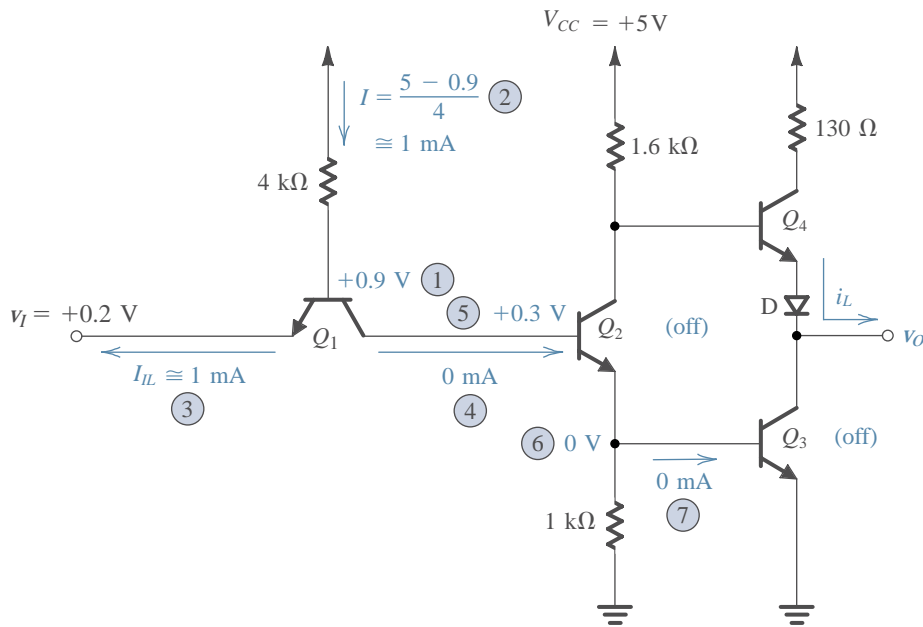 V_CC = +5V
I = (5 − 0.9)/4 ②
≅ 1 mA
4 kΩ
1.6 kΩ
130 Ω
Q4
+0.9 V ①
⑤ +0.3 V
v_I = +0.2 V
Q1
Q2
(off)
D
i_L
v_O
I_IL ≅ 1 mA
③
0 mA
④
⑥ 0 V
Q3
(off)
0 mA
⑦
1 kΩ